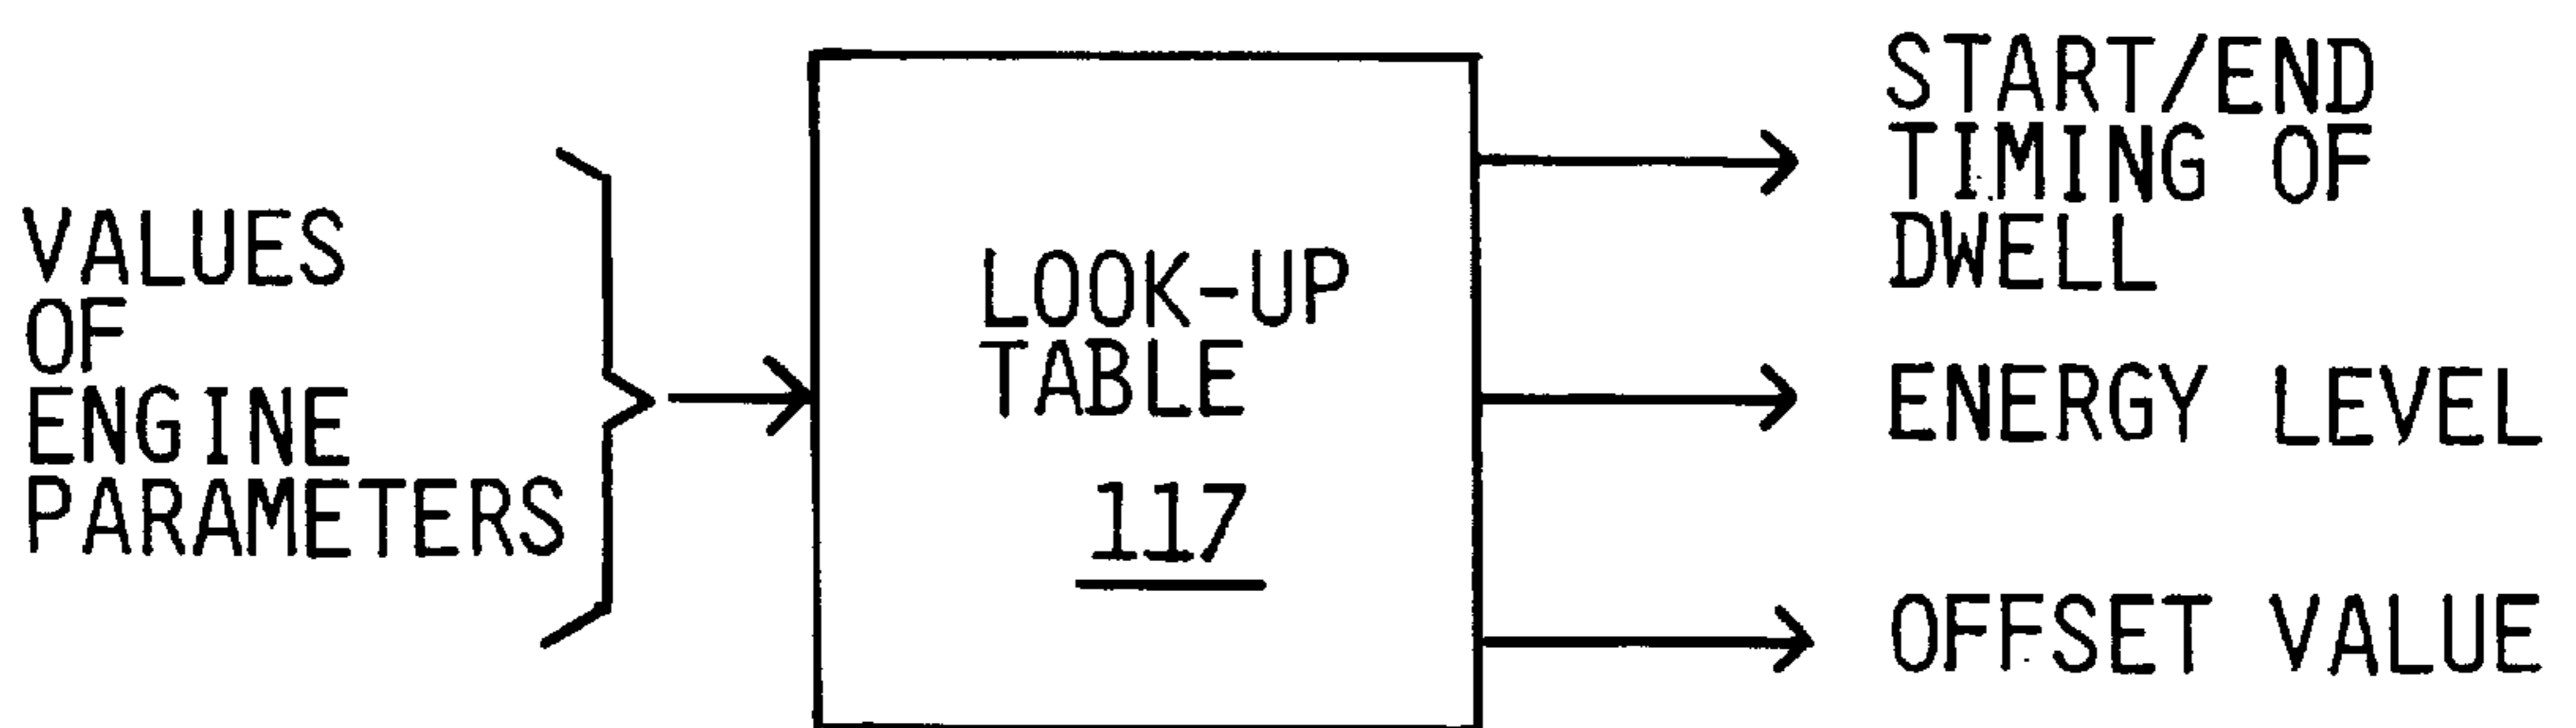 VALUES
OF
ENGINE
PARAMETERS
LOOK-UP
TABLE
117
START/END
TIMING OF
DWELL
ENERGY LEVEL
OFFSET VALUE